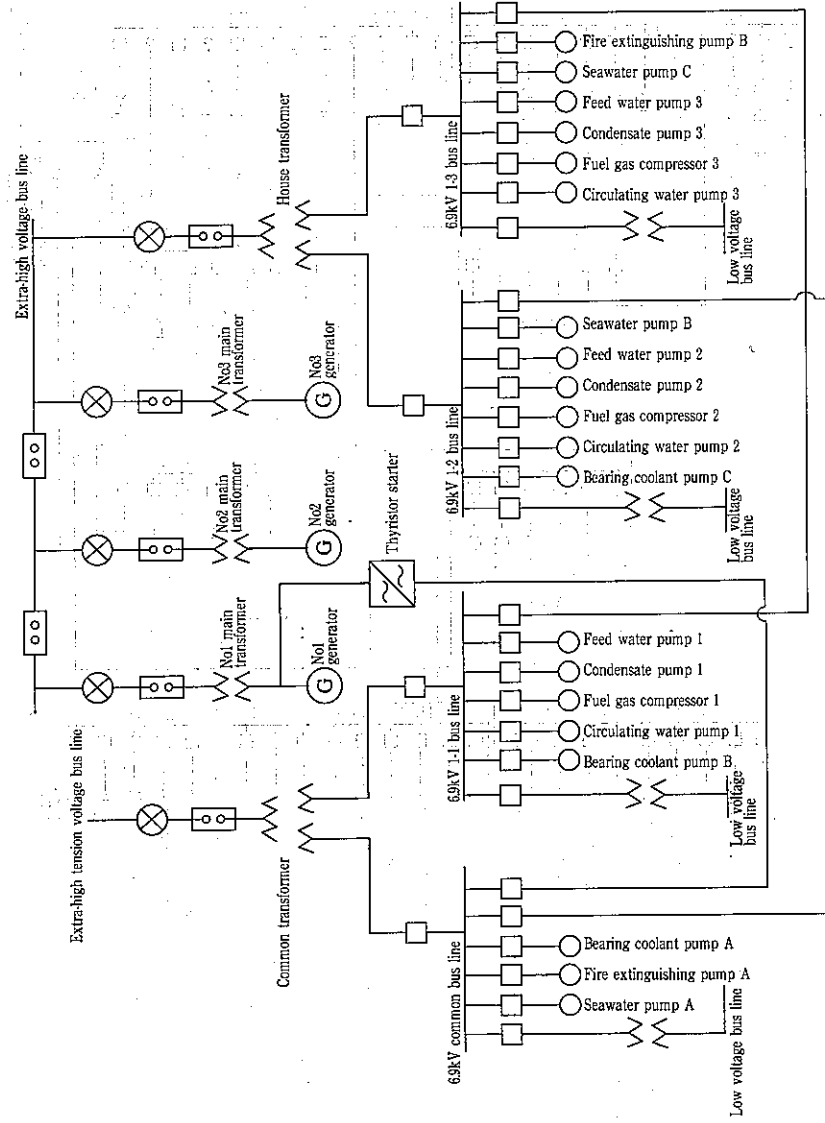 Extra-high tension voltage bus line
Extra-high voltage bus line
Common transformer
No1 main
transformer
No2 main
transformer
No3 main
transformer
House transformer
G
No1
generator
G
No2
generator
G
No3
generator
Thyristor starter
6.9kV common bus line
Low voltage bus line
Seawater pump A
Fire extinguishing pump A
Bearing coolant pump A
6.9kV 1-1 bus line
Low voltage
bus line
Bearing coolant pump B
Circulating water pump 1
Fuel gas compressor 1
Condensate pump 1
Feed water pump 1
6.9kV 1-2 bus line
Low voltage
bus line
Bearing coolant pump C
Circulating water pump 2
Fuel gas compressor 2
Condensate pump 2
Feed water pump 2
Seawater pump B
6.9kV 1-3 bus line
Low voltage
bus line
Circulating water pump 3
Fuel gas compressor 3
Condensate pump 3
Feed water pump 3
Seawater pump C
Fire extinguishing pump B